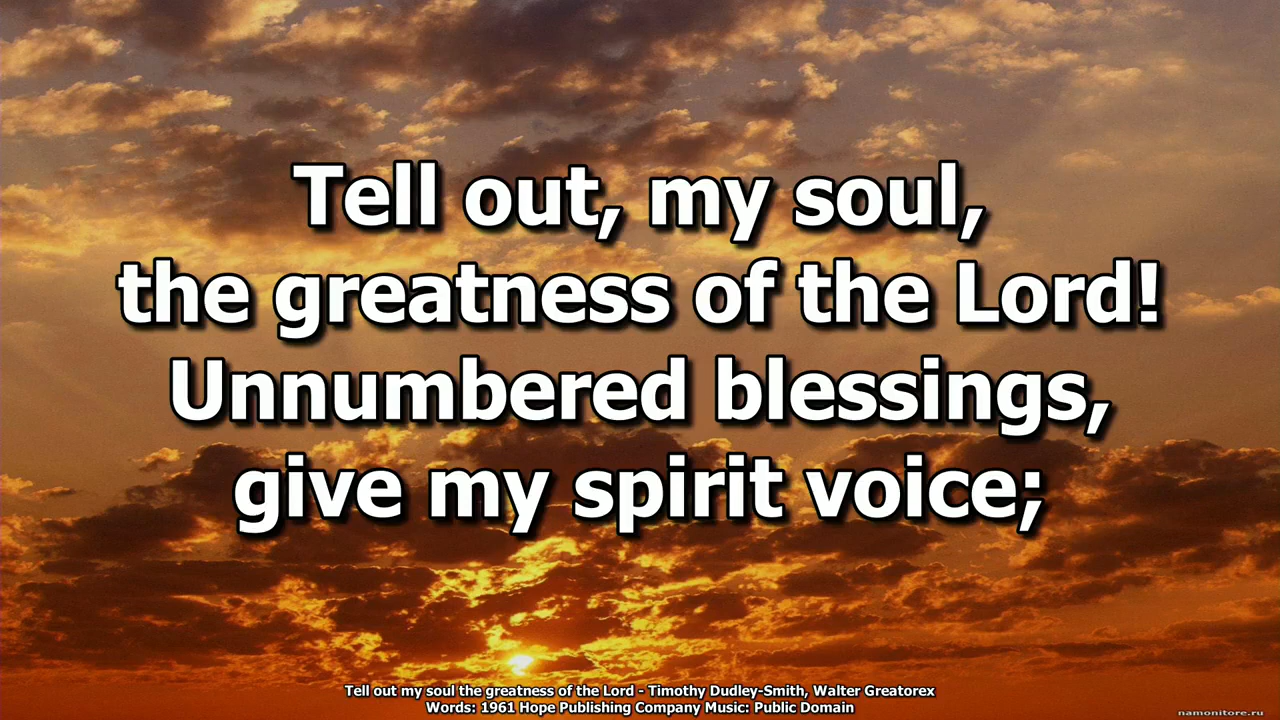 Tell out, my soul,
the greatness of the Lord!
Unnumbered blessings,
give my spirit voice;
Tell out my soul the greatness of the Lord - Timothy Dudley-Smith, Walter Greatorex
Words: 1961 Hope Publishing Company Music: Public Domain
namonitore.ru